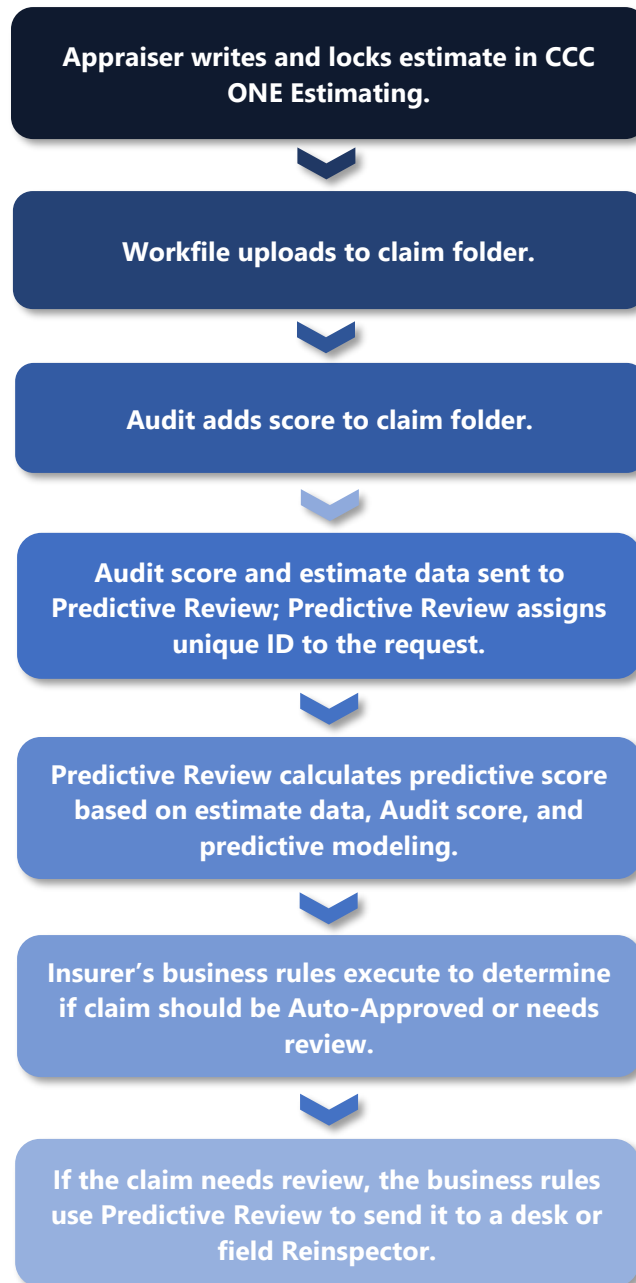 Appraiser writes and locks estimate in CCC
ONE Estimating.
Workfile uploads to claim folder.
Audit adds score to claim folder.
Audit score and estimate data sent to
Predictive Review; Predictive Review assigns
unique ID to the request.
Predictive Review calculates predictive score
based on estimate data, Audit score, and
predictive modeling.
Insurer’s business rules execute to determine
if claim should be Auto-Approved or needs
review.
If the claim needs review, the business rules
use Predictive Review to send it to a desk or
field Reinspector.